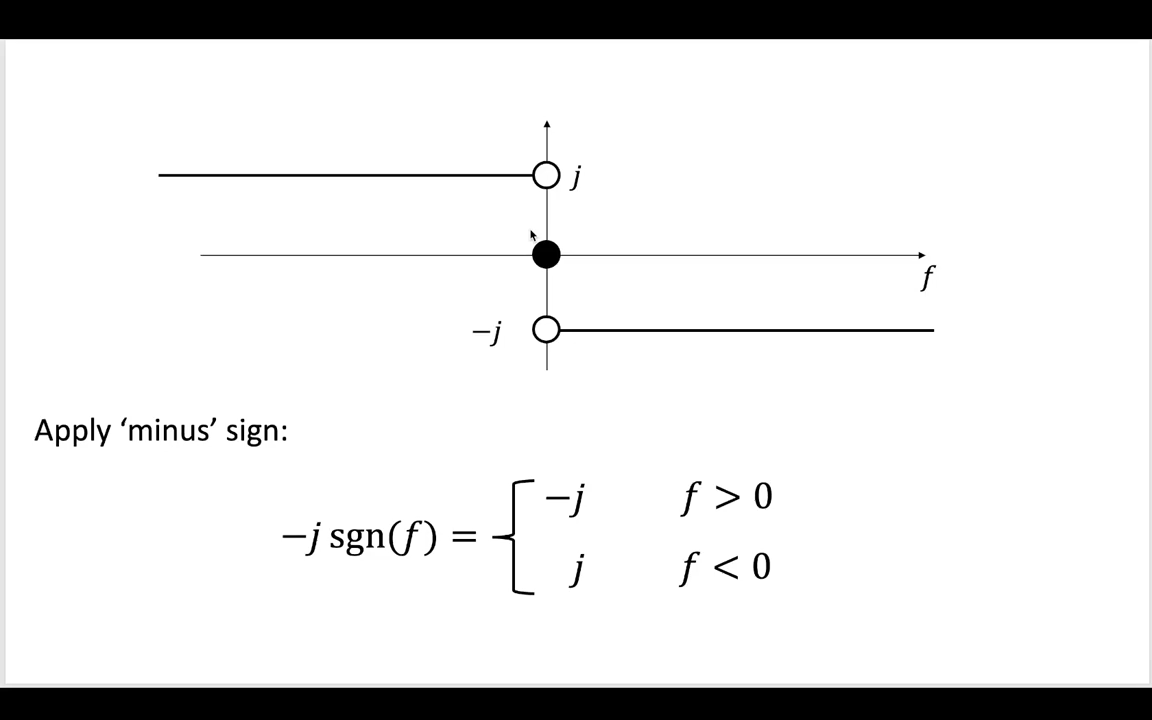 j
f
−j
Apply ‘minus’ sign:
−j sgn(f) = { −j f > 0
j f < 0